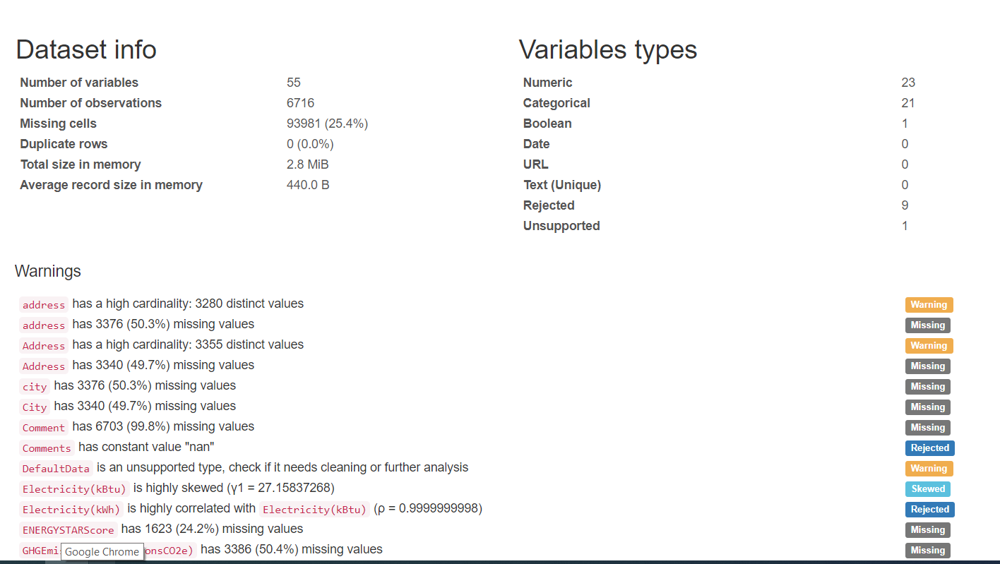 Dataset info
Number of variables 55
Number of observations 6716
Missing cells 93981 (25.4%)
Duplicate rows 0 (0.0%)
Total size in memory 2.8 MiB
Average record size in memory 440.0 B
Variables types
Numeric 23
Categorical 21
Boolean 1
Date 0
URL 0
Text (Unique) 0
Rejected 9
Unsupported 1
Warnings
address has a high cardinality: 3280 distinct values Warning
address has 3376 (50.3%) missing values Missing
Address has a high cardinality: 3355 distinct values Warning
Address has 3340 (49.7%) missing values Missing
city has 3376 (50.3%) missing values Missing
City has 3340 (49.7%) missing values Missing
Comment has 6703 (99.8%) missing values Missing
Comments has constant value "nan" Rejected
DefaultData is an unsupported type, check if it needs cleaning or further analysis Warning
Electricity(kBtu) is highly skewed (γ1 = 27.15837268) Skewed
Electricity(kWh) is highly correlated with Electricity(kBtu) (ρ = 0.9999999998) Rejected
ENERGYSTARScore has 1623 (24.2%) missing values Missing
GHGEmi onsCO2e) has 3386 (50.4%) missing values Missing
Google Chrome